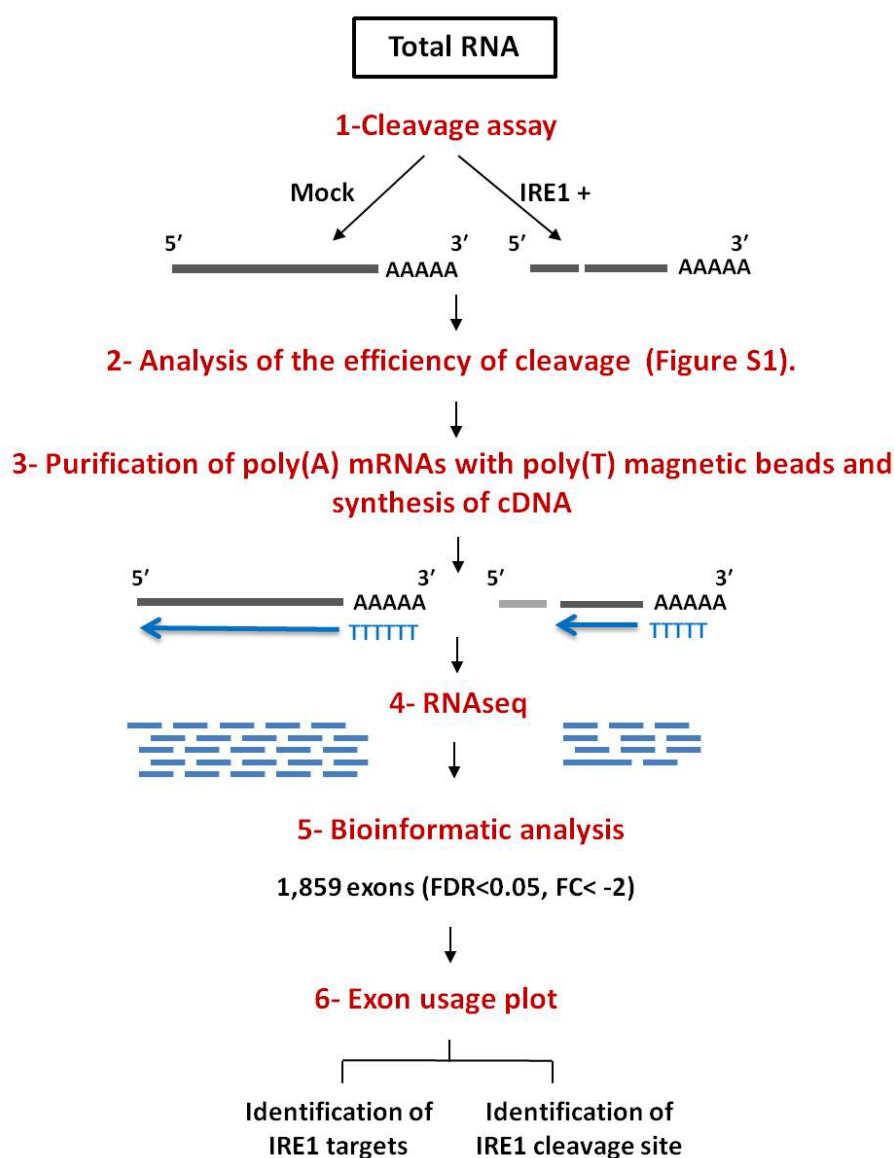 Total RNA
1-Cleavage assay
Mock
IRE1 +
5′
3′
5′
3′
AAAAA
AAAAA
2- Analysis of the efficiency of cleavage (Figure S1).
3- Purification of poly(A) mRNAs with poly(T) magnetic beads and
synthesis of cDNA
5′
3′
5′
3′
AAAAA
AAAAA
TTTTTT
TTTTT
4- RNAseq
5- Bioinformatic analysis
1,859 exons (FDR<0.05, FC< -2)
6- Exon usage plot
Identification of
IRE1 targets
Identification of
IRE1 cleavage site